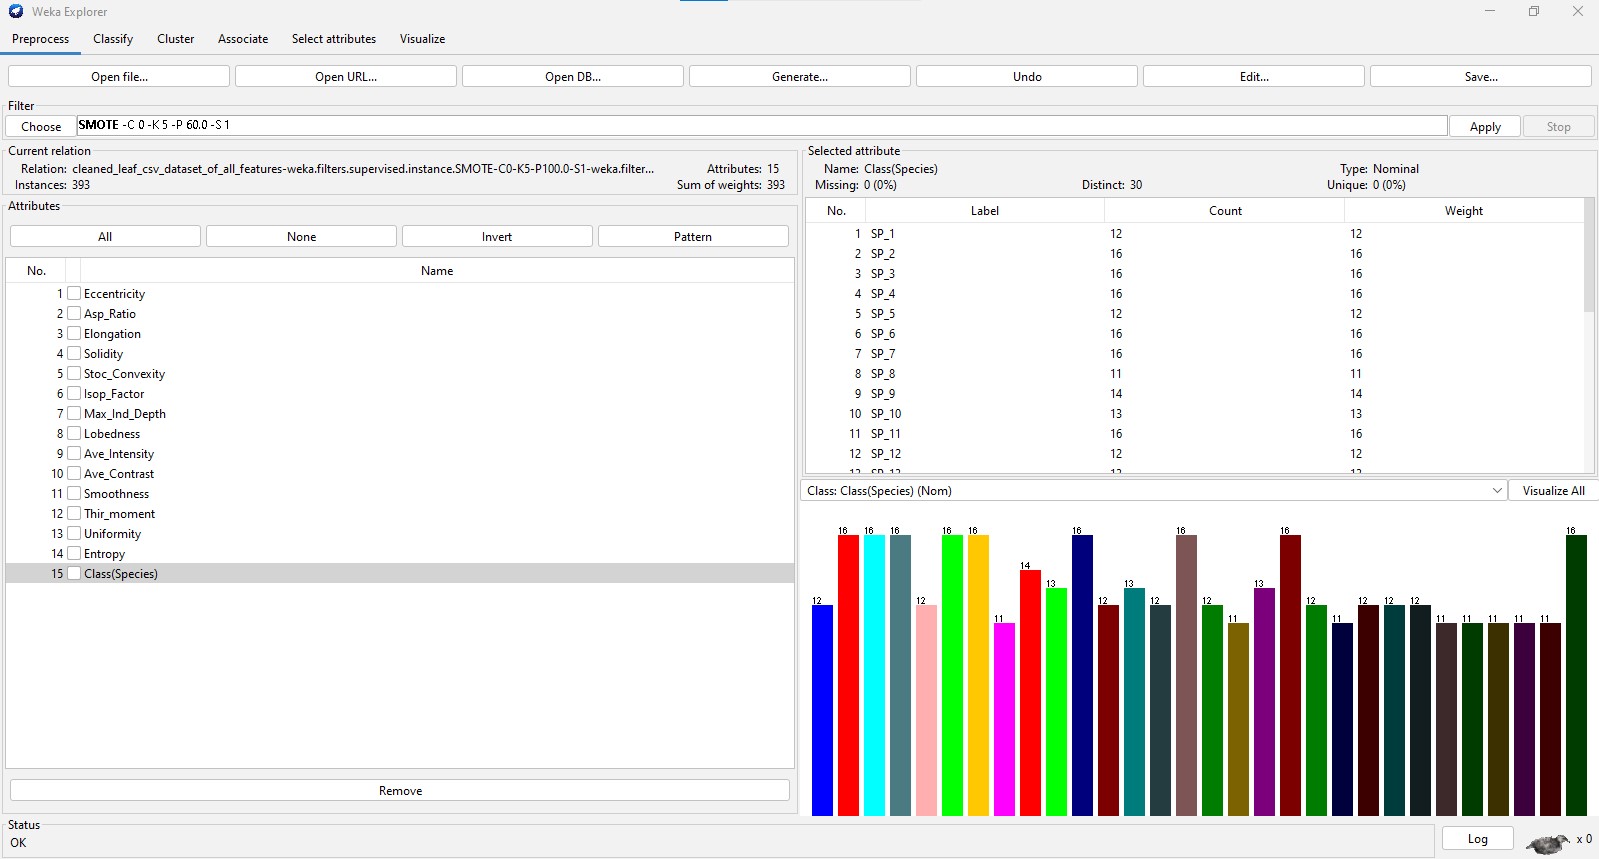 Weka Explorer
Preprocess Classify Cluster Associate Select attributes Visualize
Open file... Open URL... Open DB... Generate... Undo Edit... Save...
Filter
Choose SMOTE -C 0 -K 5 -P 60.0 -S 1 Apply Stop
Current relation
Relation: cleaned_leaf_csv_dataset_of_all_features-weka.filters.supervised.instance.SMOTE-C0-K5-P100.0-S1-weka.filter... Attributes: 15
Instances: 393 Sum of weights: 393
Attributes
All None Invert Pattern
No. Name
1 Eccentricity
2 Asp_Ratio
3 Elongation
4 Solidity
5 Stoc_Convexity
6 Isop_Factor
7 Max_Ind_Depth
8 Lobedness
9 Ave_Intensity
10 Ave_Contrast
11 Smoothness
12 Thir_moment
13 Uniformity
14 Entropy
15 Class(Species)
Remove
Selected attribute
Name: Class(Species) Type: Nominal
Missing: 0 (0%) Distinct: 30 Unique: 0 (0%)
No. Label Count Weight
1 SP_1 12 12
2 SP_2 16 16
3 SP_3 16 16
4 SP_4 16 16
5 SP_5 12 12
6 SP_6 16 16
7 SP_7 16 16
8 SP_8 11 11
9 SP_9 14 14
10 SP_10 13 13
11 SP_11 16 16
12 SP_12 12 12
Class: Class(Species) (Nom) Visualize All
12 16 16 16 12 16 16 11 14 13 16 12 13 12 16 12 11 13 16 12 11 12 12 12 11 11 11 11 11 16
Status
OK
Log x 0